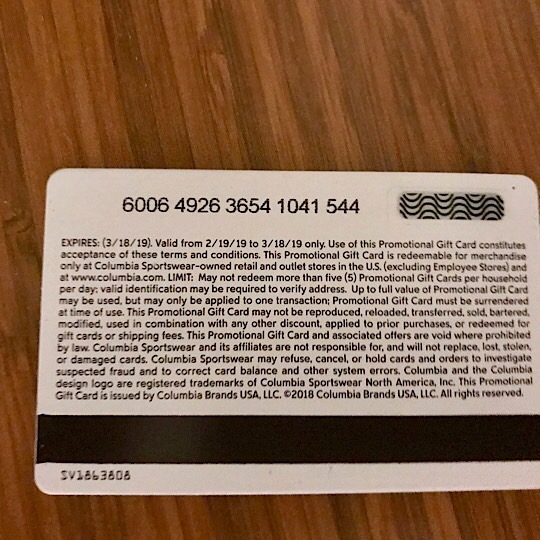 6006 4926 3654 1041 544
EXPIRES: (3/18/19). Valid from 2/19/19 to 3/18/19 only. Use of this Promotional Gift Card constitutes
acceptance of these terms and conditions. This Promotional Gift Card is redeemable for merchandise
only at Columbia Sportswear-owned retail and outlet stores in the U.S. (excluding Employee Stores) and
at www.columbia.com. LIMIT: May not redeem more than five (5) Promotional Gift Cards per household
per day; valid identification may be required to verify address. Up to full value of Promotional Gift Card
may be used, but may only be applied to one transaction; Promotional Gift Card must be surrendered
at time of use. This Promotional Gift Card may not be reproduced, reloaded, transferred, sold, bartered,
modified, used in combination with any other discount, applied to prior purchases, or redeemed for
gift cards or shipping fees. This Promotional Gift Card and associated offers are void where prohibited
by law. Columbia Sportswear and its affiliates are not responsible for, and will not replace, lost, stolen,
or damaged cards. Columbia Sportswear may refuse, cancel, or hold cards and orders to investigate
suspected fraud and to correct card balance and other system errors. Columbia and the Columbia
design logo are registered trademarks of Columbia Sportswear North America, Inc. This Promotional
Gift Card is issued by Columbia Brands USA, LLC. ©2018 Columbia Brands USA, LLC. All rights reserved.
SV1863808